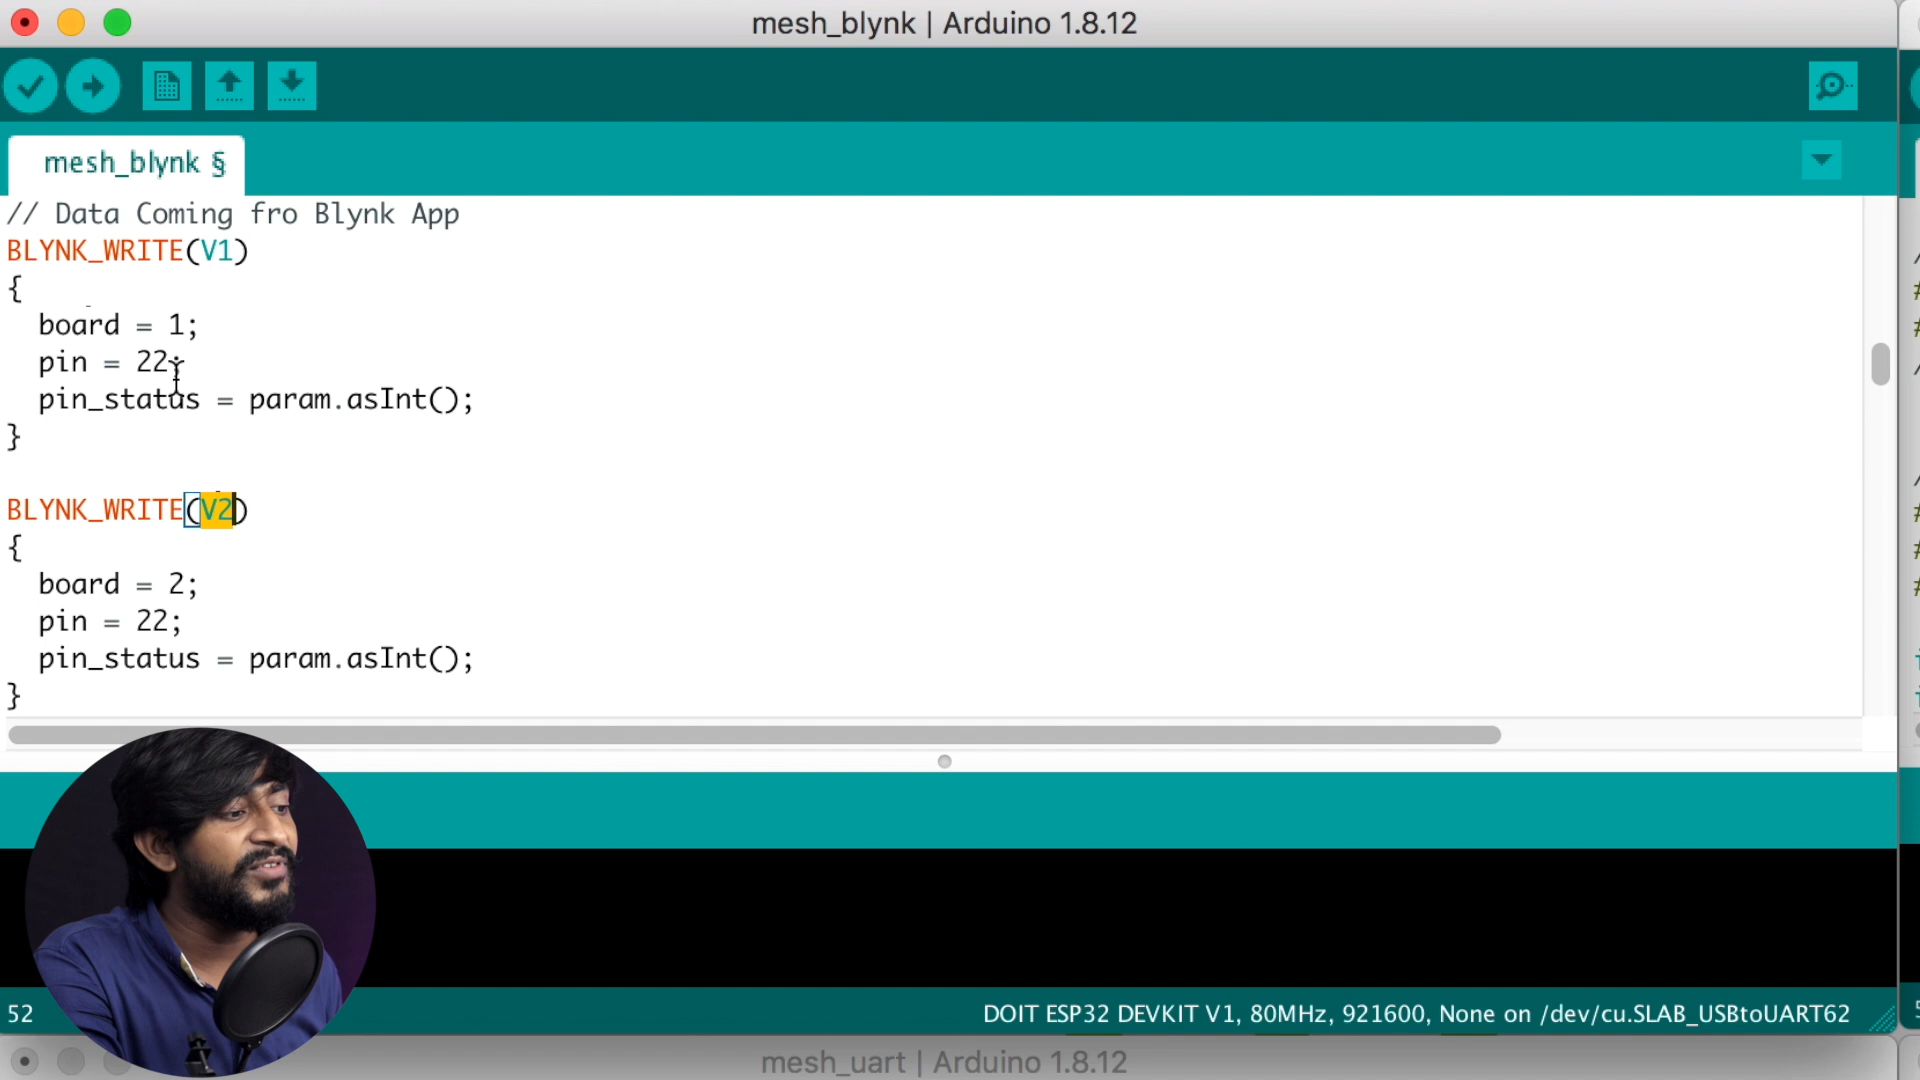 mesh_blynk | Arduino 1.8.12
mesh_blynk §
// Data Coming fro Blynk App
BLYNK_WRITE(V1)
{
board = 1;
pin = 22;
pin_status = param.asInt();
}
BLYNK_WRITE(V2)
{
board = 2;
pin = 22;
pin_status = param.asInt();
}
52
DOIT ESP32 DEVKIT V1, 80MHz, 921600, None on /dev/cu.SLAB_USBtoUART62
mesh_uart | Arduino 1.8.12